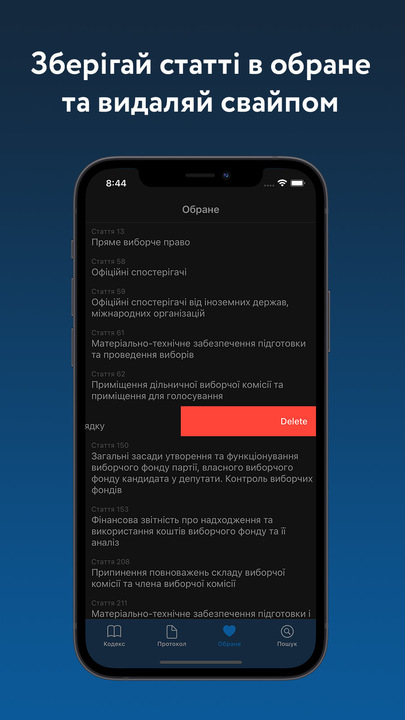 Зберігай статті в обране
та видаляй свайпом
8:44
Обране
Стаття 13
Пряме виборче право
Стаття 58
Офіційні спостерігачі
Стаття 59
Офіційні спостерігачі від іноземних держав,
міжнародних організацій
Стаття 61
Матеріально-технічне забезпечення підготовки
та проведення виборів
Стаття 62
Приміщення дільничної виборчої комісії та
приміщення для голосування
ядку
Delete
Стаття 150
Загальні засади утворення та функціонування
виборчого фонду партії, власного виборчого
фонду кандидата у депутати. Контроль виборчих
фондів
Стаття 153
Фінансова звітність про надходження та
використання коштів виборчого фонду та її
аналіз
Стаття 208
Припинення повноважень складу виборчої
комісії та члена виборчої комісії
Стаття 211
Матеріально-технічне забезпечення підготовки і
Кодекс
Протокол
Обране
Пошук